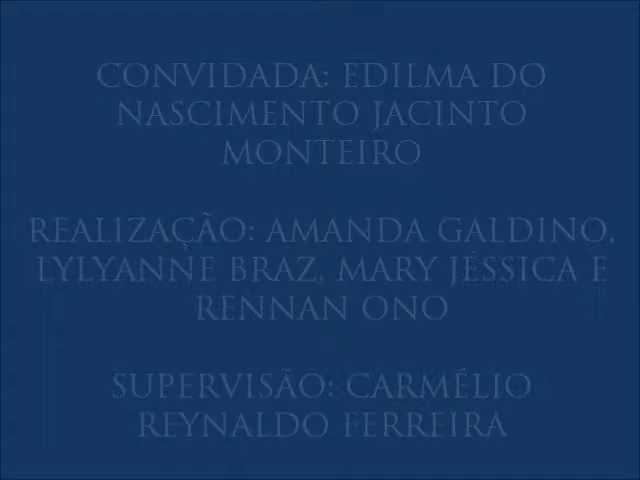 CONVIDADA: EDILMA DO
NASCIMENTO JACINTO
MONTEIRO
REALIZAÇÃO: AMANDA GALDINO,
LYLYANNE BRAZ, MARY JÉSSICA E
RENNAN ONO
SUPERVISÃO: CARMÉLIO
REYNALDO FERREIRA